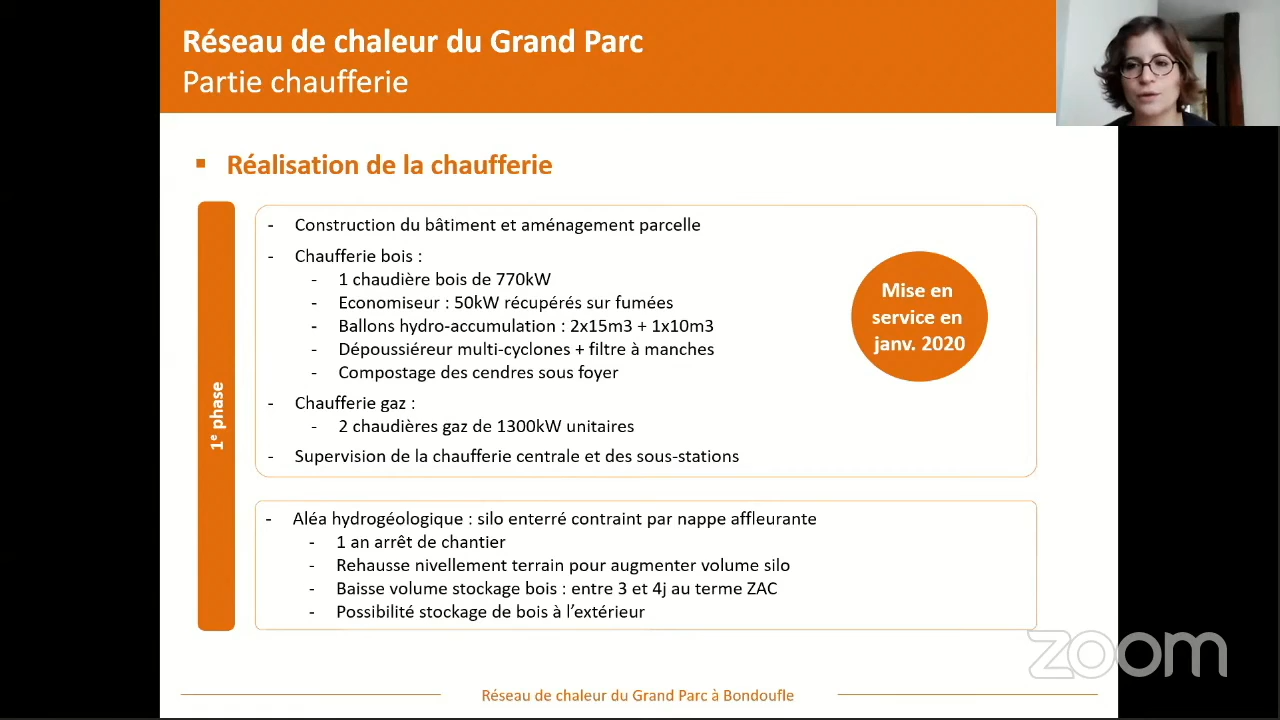 Réseau de chaleur du Grand Parc
Partie chaufferie
▪ Réalisation de la chaufferie
1e phase
- Construction du bâtiment et aménagement parcelle
- Chaufferie bois :
- 1 chaudière bois de 770kW
- Economiseur : 50kW récupérés sur fumées
- Ballons hydro-accumulation : 2x15m3 + 1x10m3
- Dépoussiéreur multi-cyclones + filtre à manches
- Compostage des cendres sous foyer
- Chaufferie gaz :
- 2 chaudières gaz de 1300kW unitaires
- Supervision de la chaufferie centrale et des sous-stations
Mise en
service en
janv. 2020
- Aléa hydrogéologique : silo enterré contraint par nappe affleurante
- 1 an arrêt de chantier
- Rehausse nivellement terrain pour augmenter volume silo
- Baisse volume stockage bois : entre 3 et 4j au terme ZAC
- Possibilité stockage de bois à l'extérieur
zoom
Réseau de chaleur du Grand Parc à Bondoufle